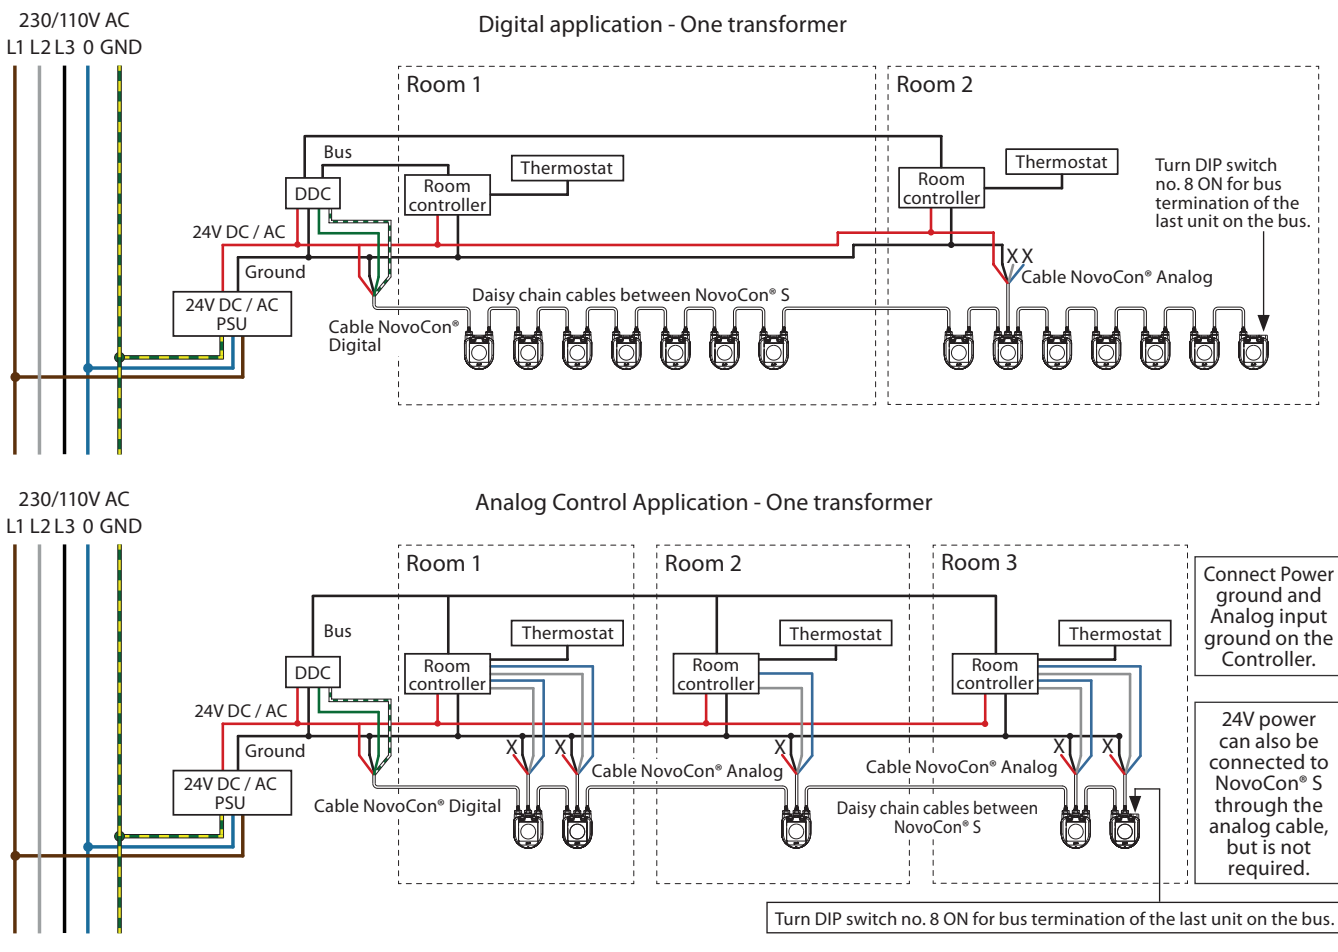 230/110V AC
L1 L2 L3 0 GND
Digital application - One transformer
Room 1
Room 2
Bus
Thermostat
Thermostat
DDC
Room
controller
Room
controller
Turn DIP switch
no. 8 ON for bus
termination of the
last unit on the bus.
24V DC / AC
Ground
X X
Cable NovoCon® Analog
24V DC / AC
PSU
Daisy chain cables between NovoCon® S
Cable NovoCon®
Digital
230/110V AC
L1 L2 L3 0 GND
Analog Control Application - One transformer
Room 1
Room 2
Room 3
Connect Power
ground and
Analog input
ground on the
Controller.
Bus
Thermostat
Thermostat
Thermostat
DDC
Room
controller
Room
controller
Room
controller
24V DC / AC
Ground
X
X
X
X
X
24V power
can also be
connected to
NovoCon® S
through the
analog cable,
but is not
required.
24V DC / AC
PSU
Cable NovoCon® Analog
Cable NovoCon® Analog
Cable NovoCon® Digital
Daisy chain cables between
NovoCon® S
Turn DIP switch no. 8 ON for bus termination of the last unit on the bus.